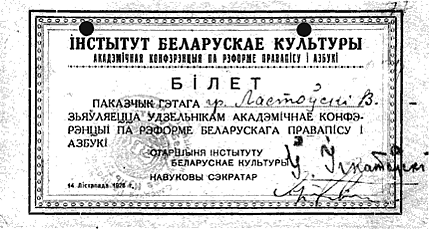 ІНСТЫТУТ БЕЛАРУСКАЕ КУЛЬТУРЫ
АКАДЭМІЧНАЯ КОНФЭРЭНЦЫЯ ПА РЭФОРМЕ ПРАВАПІСУ І АЗБУКІ
БІЛЕТ
ПАКАЗЧЫК ГЭТАГА гр. Ластоўскі В.
ЗЬЯЎЛЯЕЦЦА УДЗЕЛЬНІКАМ АКАДЭМІЧНАЕ КОНФЭ-
РЭНЦЫІ ПА РЭФОРМЕ БЕЛАРУСКАГА ПРАВАПІСУ І
АЗБУКІ
СТАРШЫНЯ ІНСТЫТУТУ
БЕЛАРУСКАЕ КУЛЬТУРЫ
НАВУКОВЫ СЭКРАТАР
14 Лістапада 1926 г.